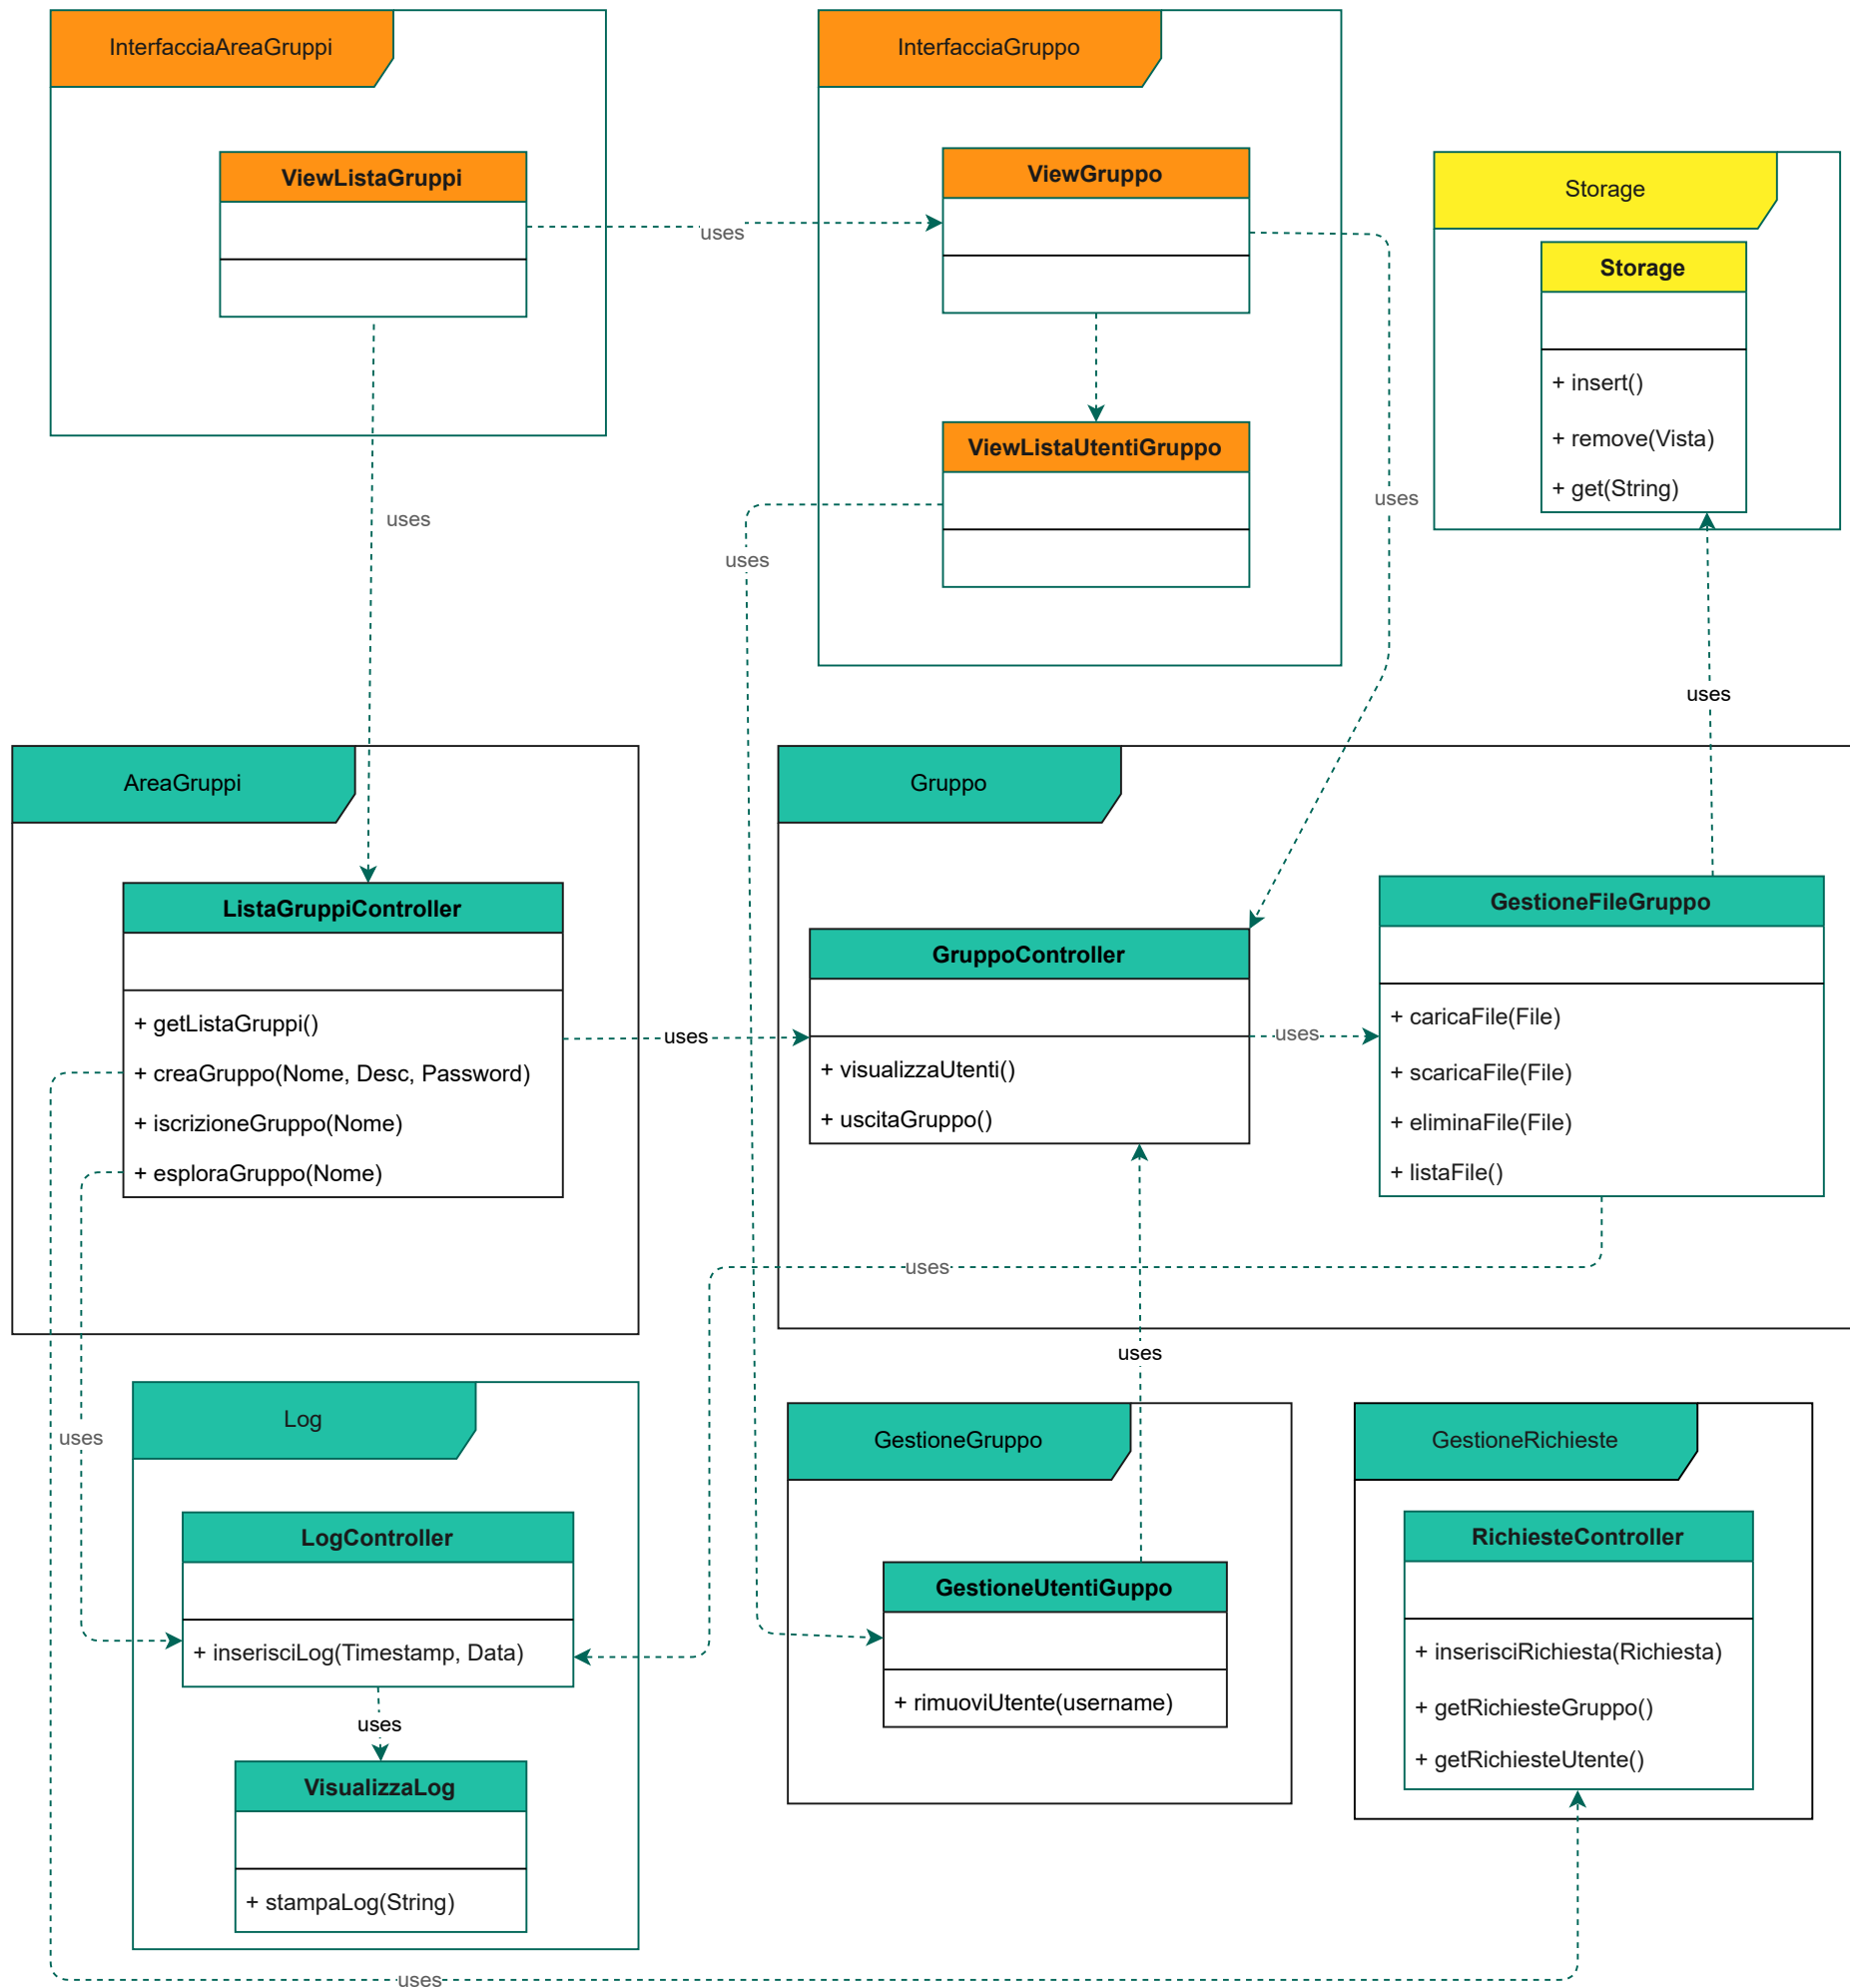 InterfacciaAreaGruppi
InterfacciaGruppo
ViewListaGruppi
ViewGruppo
Storage
Storage
+ insert()
+ remove(Vista)
+ get(String)
uses
uses
ViewListaUtentiGruppo
uses
uses
uses
uses
AreaGruppi
Gruppo
ListaGruppiController
+ getListaGruppi()
+ creaGruppo(Nome, Desc, Password)
+ iscrizioneGruppo(Nome)
+ esploraGruppo(Nome)
uses
GruppoController
+ visualizzaUtenti()
+ uscitaGruppo()
uses
GestioneFileGruppo
+ caricaFile(File)
+ scaricaFile(File)
+ eliminaFile(File)
+ listaFile()
uses
uses
uses
Log
LogController
+ inserisciLog(Timestamp, Data)
uses
VisualizzaLog
+ stampaLog(String)
GestioneGruppo
GestioneUtentiGuppo
+ rimuoviUtente(username)
GestioneRichieste
RichiesteController
+ inserisciRichiesta(Richiesta)
+ getRichiesteGruppo()
+ getRichiesteUtente()
uses